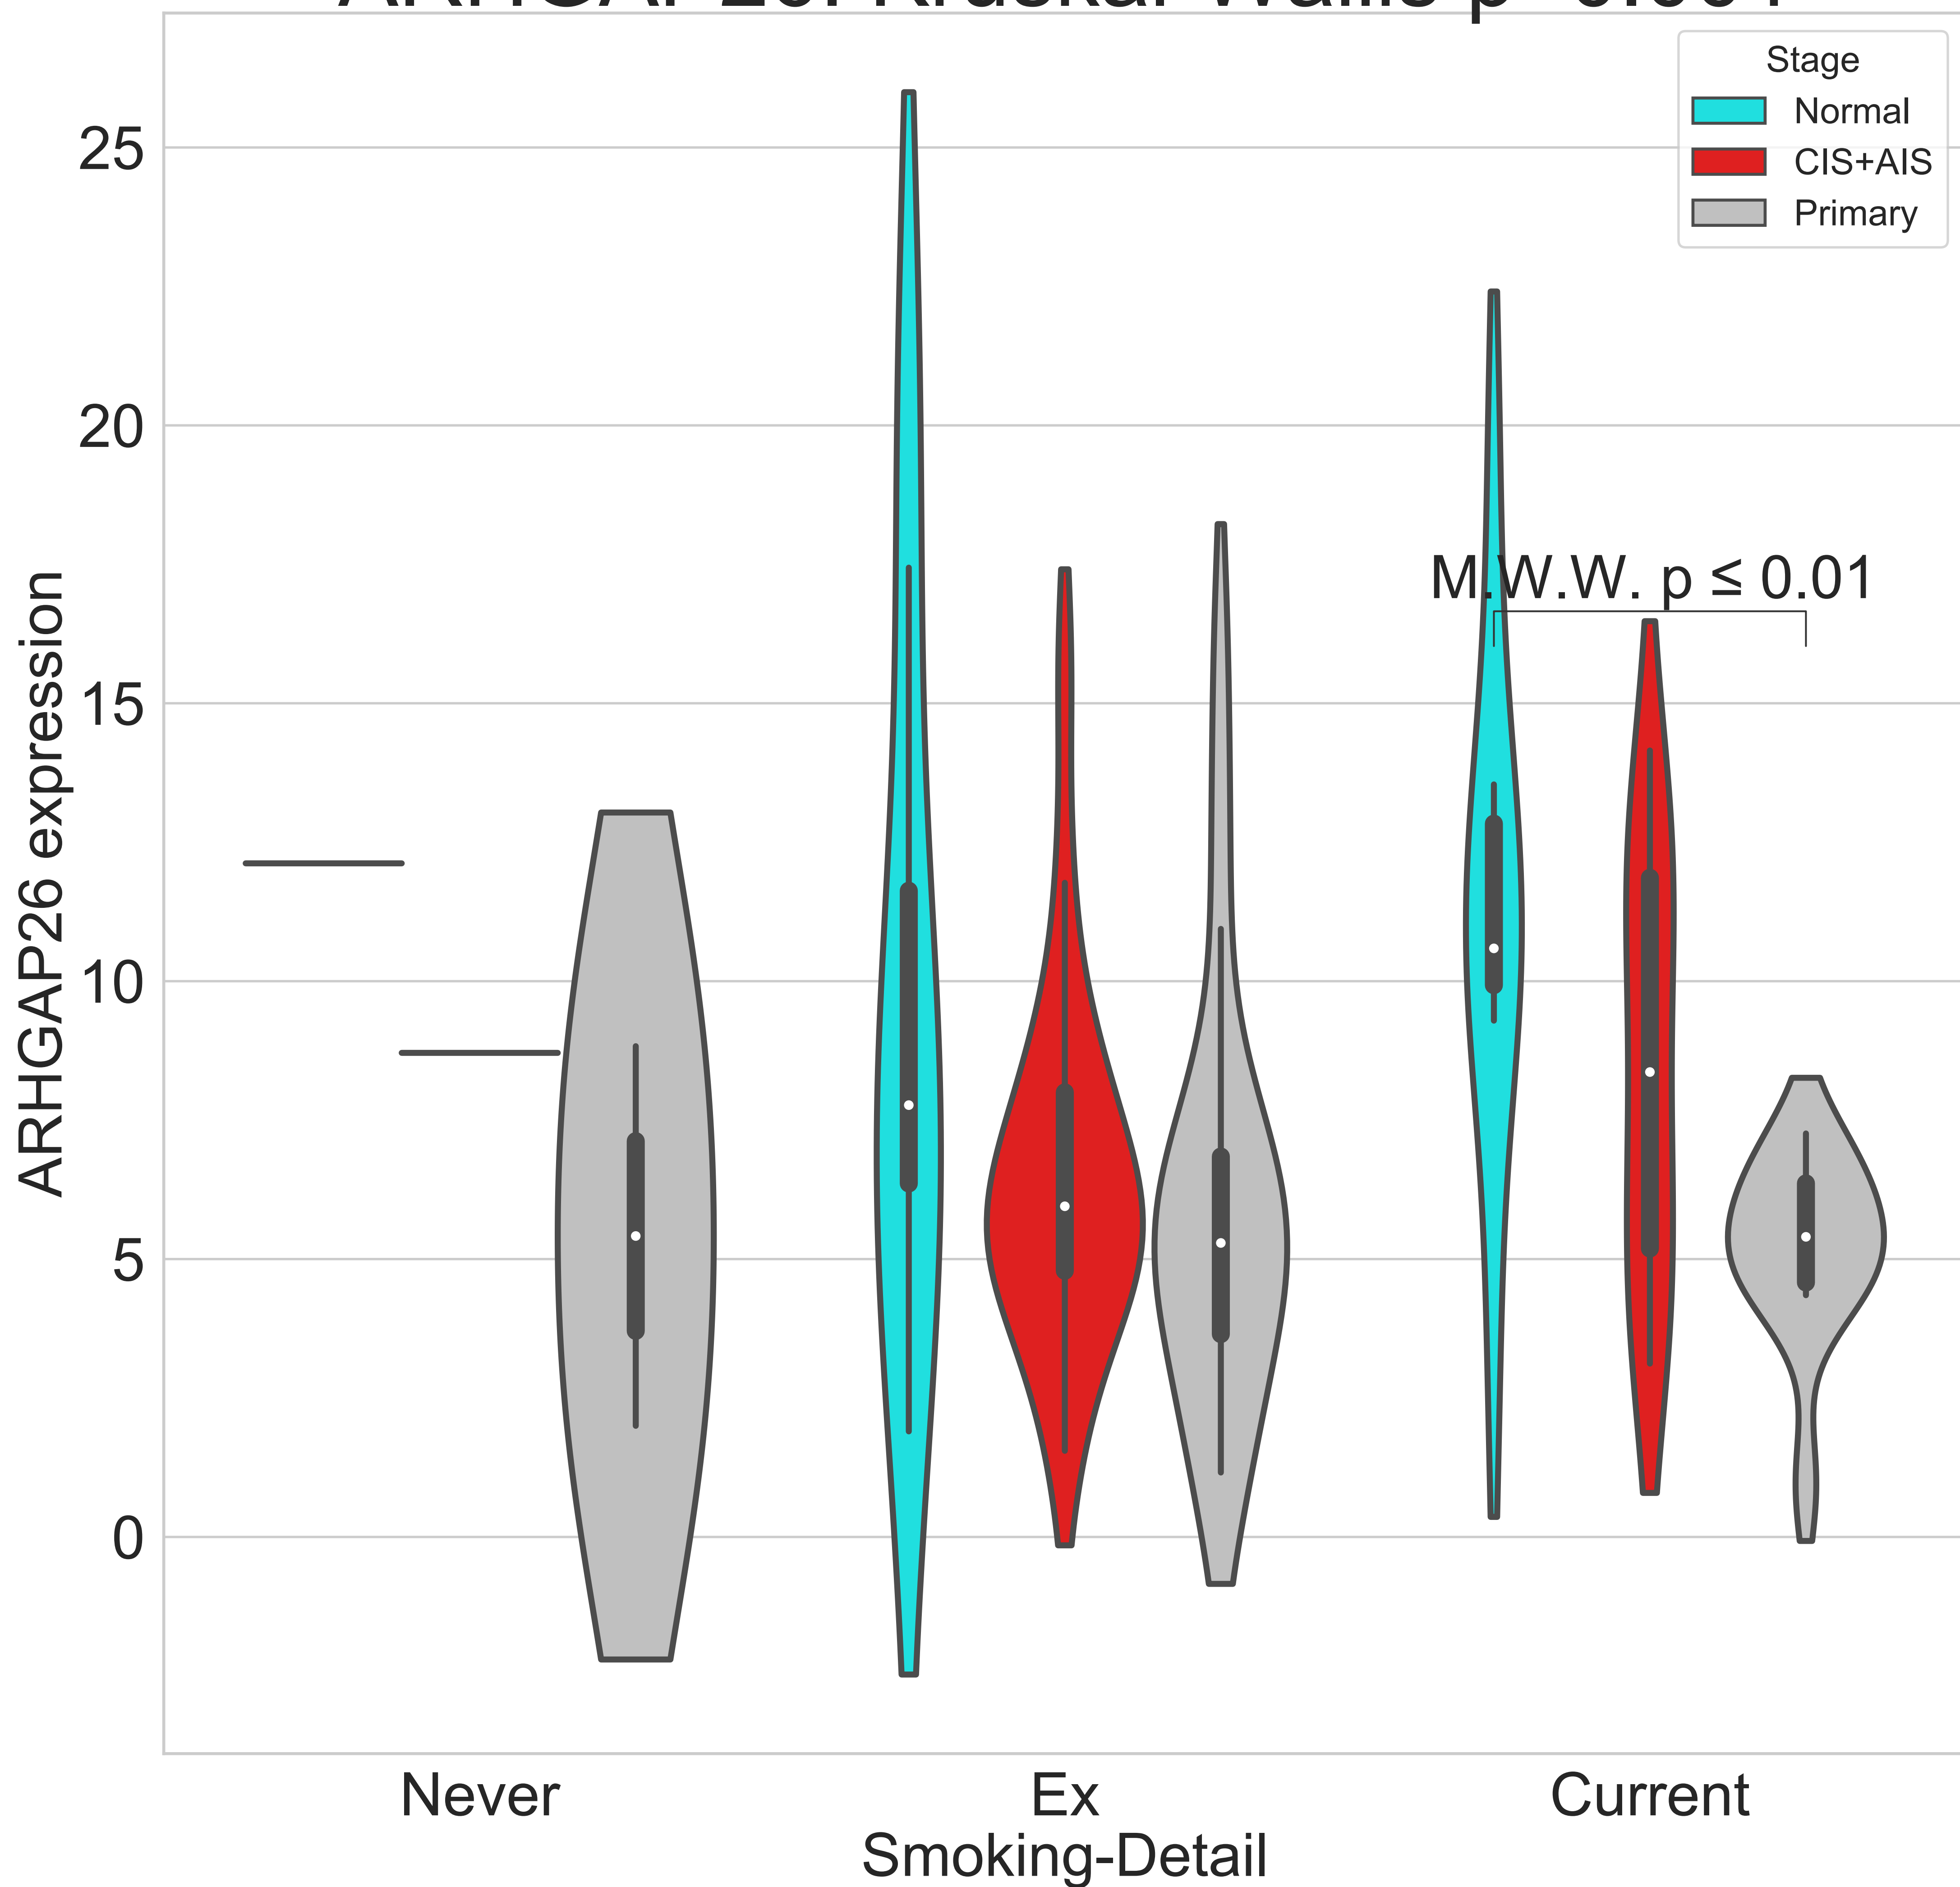 Stage
Normal
CIS+AIS
Primary
25
20
15
10
5
0
ARHGAP26 expression
M.W.W. p ≤ 0.01
Never
Ex
Current
Smoking-Detail